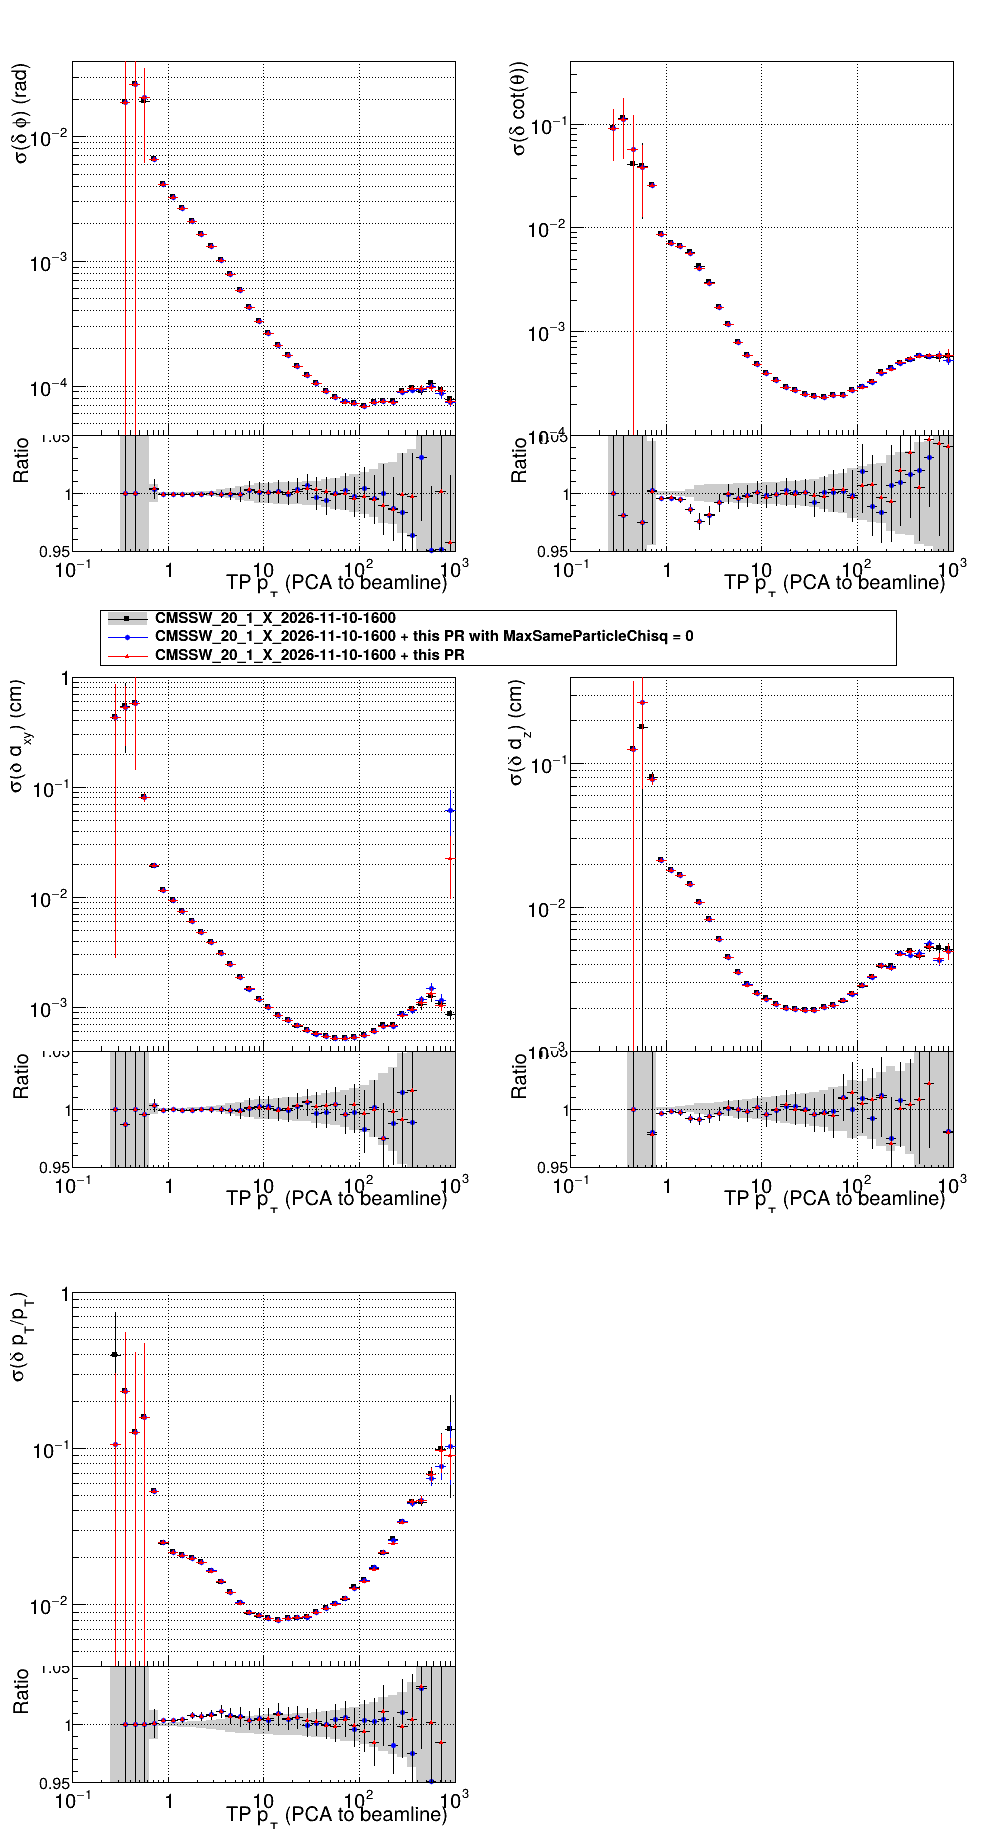 σ(δ φ) (rad)
10⁻²
10⁻³
10⁻⁴
Ratio
1.05
1
0.95
10⁻¹ 1 10 10² 10³
TP p_T (PCA to beamline)
σ(δ cot(θ))
10⁻¹
10⁻²
10⁻³
10⁻⁴
Ratio
1
0.95
10⁻¹ 1 10 10² 10³
TP p_T (PCA to beamline)
CMSSW_20_1_X_2026-11-10-1600
CMSSW_20_1_X_2026-11-10-1600 + this PR with MaxSameParticleChisq = 0
CMSSW_20_1_X_2026-11-10-1600 + this PR
σ(δ d_xy) (cm)
1
10⁻¹
10⁻²
10⁻³
Ratio
1.05
1
0.95
10⁻¹ 1 10 10² 10³
TP p_T (PCA to beamline)
σ(δ d_z) (cm)
10⁻¹
10⁻²
10⁻³
Ratio
1
0.95
10⁻¹ 1 10 10² 10³
TP p_T (PCA to beamline)
σ(δ p_T/p_T)
1
10⁻¹
10⁻²
Ratio
1.05
1
0.95
10⁻¹ 1 10 10² 10³
TP p_T (PCA to beamline)